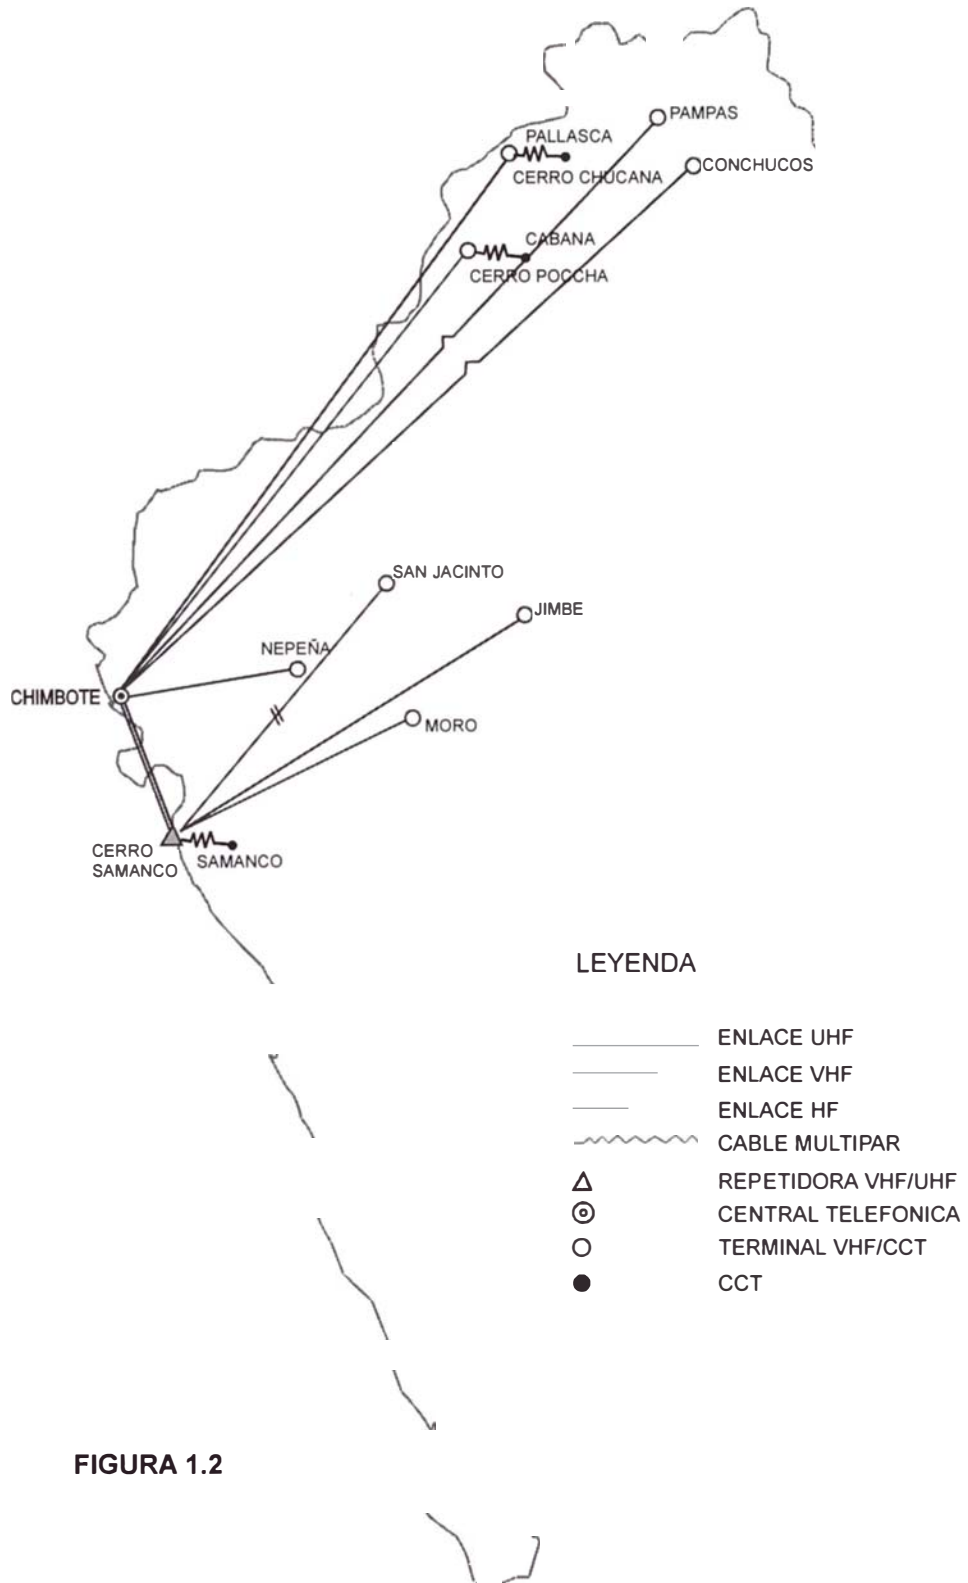 PAMPAS
PALLASCA
CONCHUCOS
CERRO CHUCANA
CABANA
CERRO POCCHA
SAN JACINTO
JIMBE
NEPEÑA
CHIMBOTE
MORO
CERRO
SAMANCO
SAMANCO
LEYENDA
ENLACE UHF
ENLACE VHF
ENLACE HF
CABLE MULTIPAR
REPETIDORA VHF/UHF
CENTRAL TELEFONICA
TERMINAL VHF/CCT
CCT
FIGURA 1.2